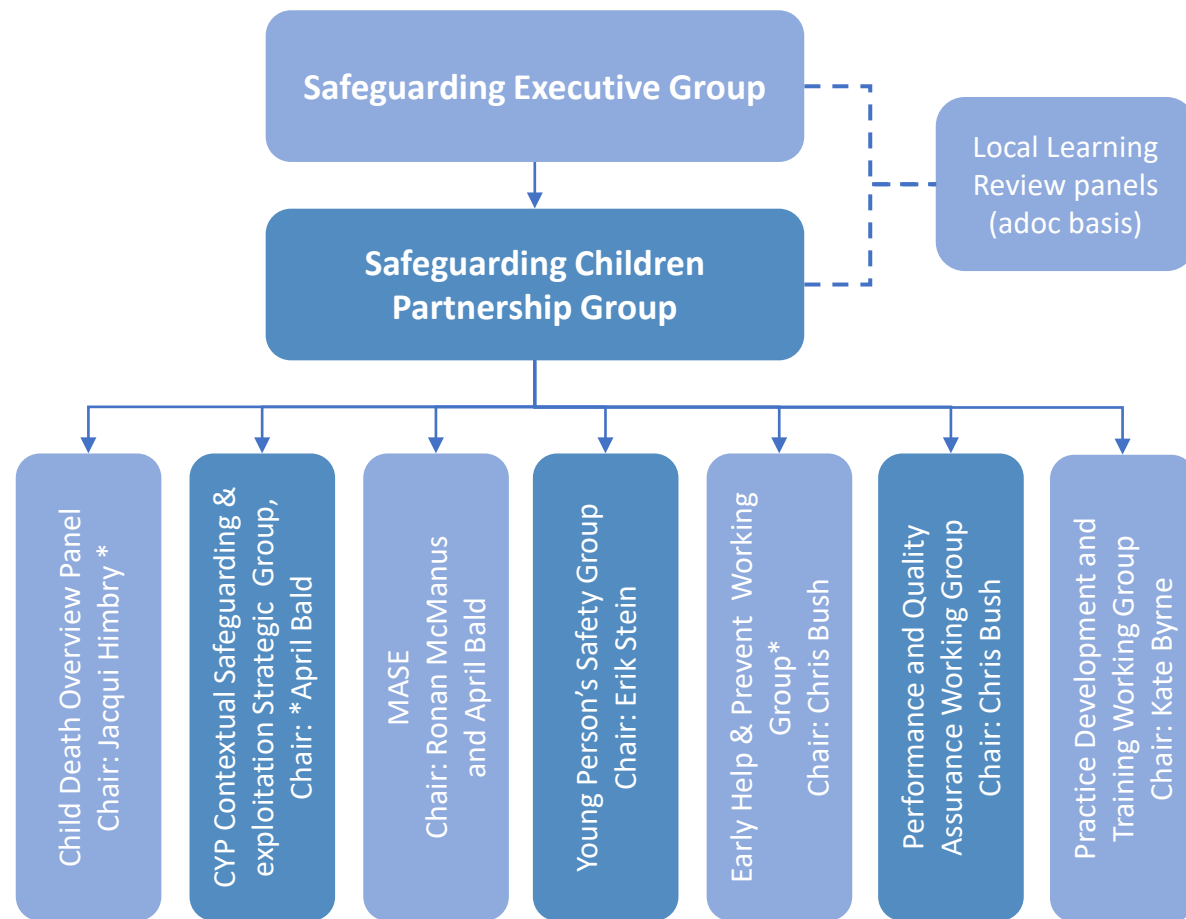 Safeguarding Executive Group
Local Learning
Review panels
(adoc basis)
Safeguarding Children
Partnership Group
Child Death Overview Panel
Chair: Jacqui Himbry *
CYP Contextual Safeguarding &
exploitation Strategic Group,
Chair: *April Bald
MASE
Chair: Ronan McManus
and April Bald
Young Person’s Safety Group
Chair: Erik Stein
Early Help & Prevent Working
Group*
Chair: Chris Bush
Performance and Quality
Assurance Working Group
Chair: Chris Bush
Practice Development and
Training Working Group
Chair: Kate Byrne